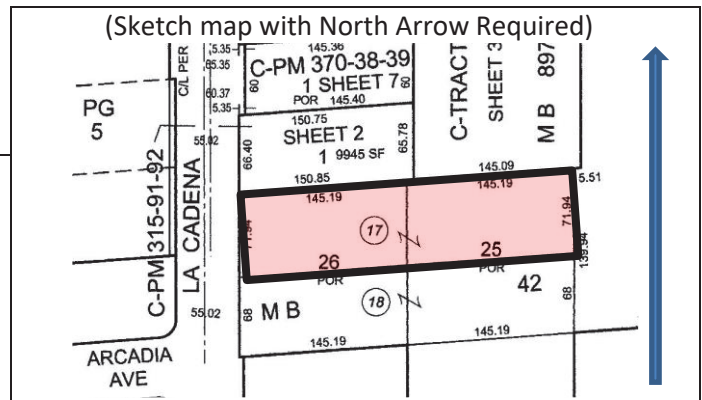 (Sketch map with North Arrow Required)
C/L PER
5.35
85.35
60.37
5.35
145.36
C-PM 370-38-39
1 SHEET 7
60
60
POR 145.40
C-TRACT
SHEET 3
M B 897
PG
5
55.02
150.75
SHEET 2
1 9945 SF
66.40
65.78
150.85
145.09
5.51
C-PM 315-91-92
LA CADENA
145.19
145.19
71.94
17
26
25
139.94
POR
POR
42
M B
18
68
68
55.02
145.19
145.19
ARCADIA
AVE